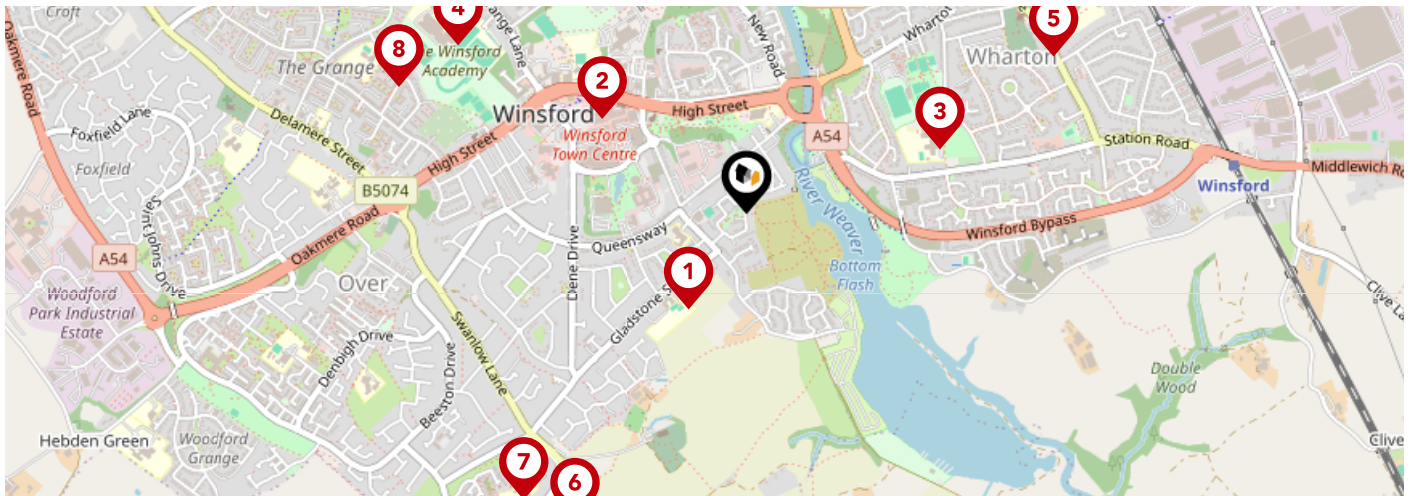 Croft
4
Grange Lane
Oakmere Road
8
The Winsford
Academy
The Grange
New Road
Wharton
5
Wharton
2
Winsford
High Street
Winsford
Town Centre
3
A54
Station Road
Middlewich
Winsford
Foxfield Lane
Foxfield
Delamere Street
High Street
B5074
Saint Johns Drive
A54
Oakmere Road
Over
Queensway
Dene Drive
River Weaver
Bottom
Flash
Winsford Bypass
1
Gladstone
Woodford
Park Industrial
Estate
Denbigh Drive
Swanlow Lane
Beeston Drive
Double
Wood
Clive
Hebden Green
Woodford
Grange
7
6
Clive